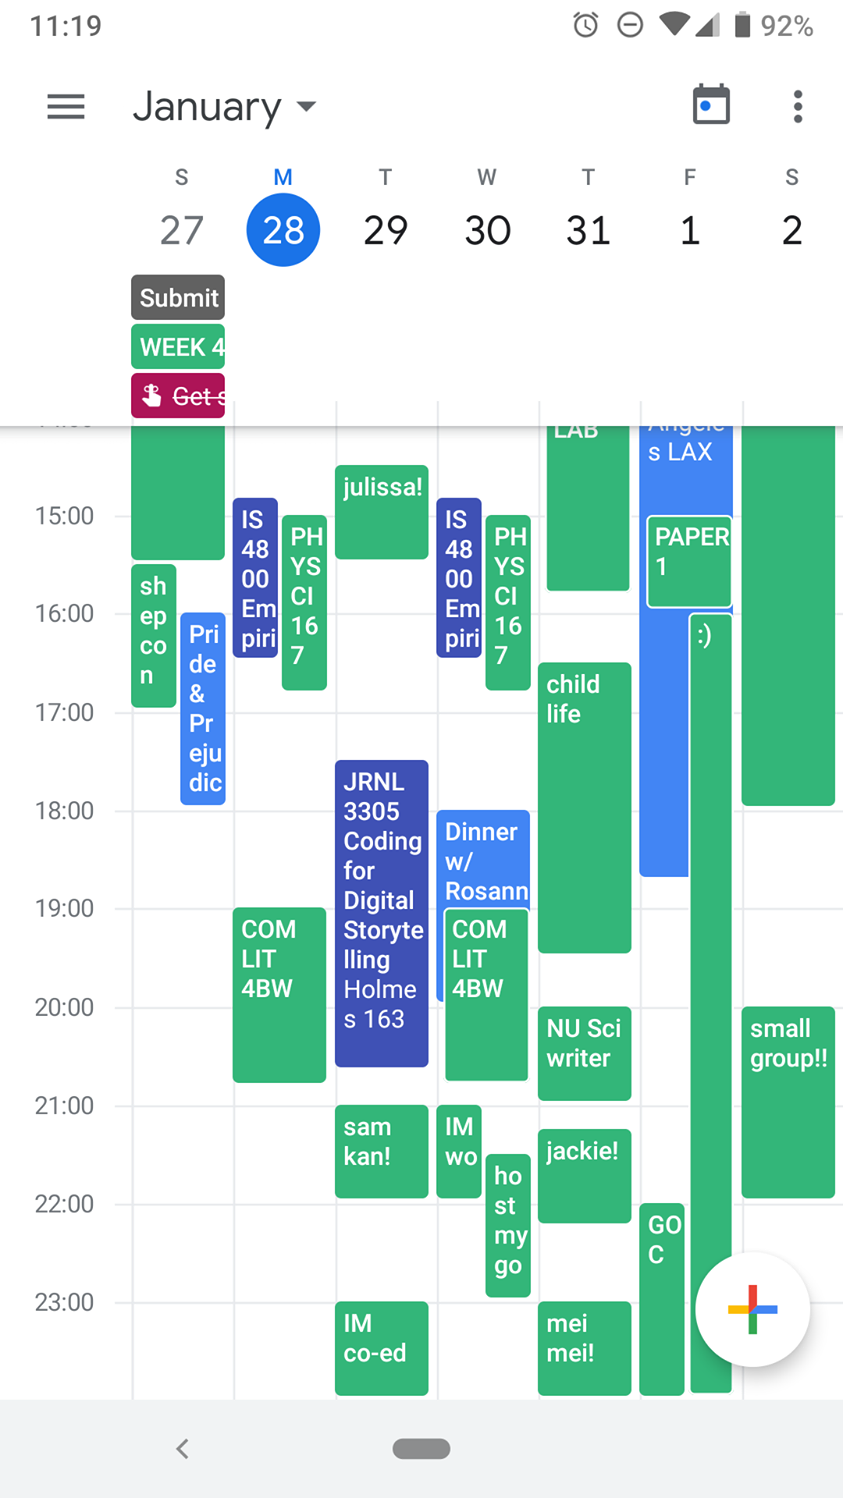 11:19
92%
January
S M T W T F S
27 28 29 30 31 1 2
Submit
WEEK 4
Get s
15:00
16:00
17:00
18:00
19:00
20:00
21:00
22:00
23:00
sh
ep
co
n
Pri
de
&
Pr
eju
dic
IS
48
00
Em
piri
PH
YS
CI
16
7
COM
LIT
4BW
julissa!
JRNL
3305
Coding
for
Digital
Storyte
lling
Holme
s 163
sam
kan!
IM
co-ed
IS
48
00
Em
piri
PH
YS
CI
16
7
Dinner
w/
Rosann
COM
LIT
4BW
IM
wo
ho
st
my
go
LAB
child
life
NU Sci
writer
jackie!
mei
mei!
Angele
s LAX
PAPER
1
:)
GO
C
small
group!!